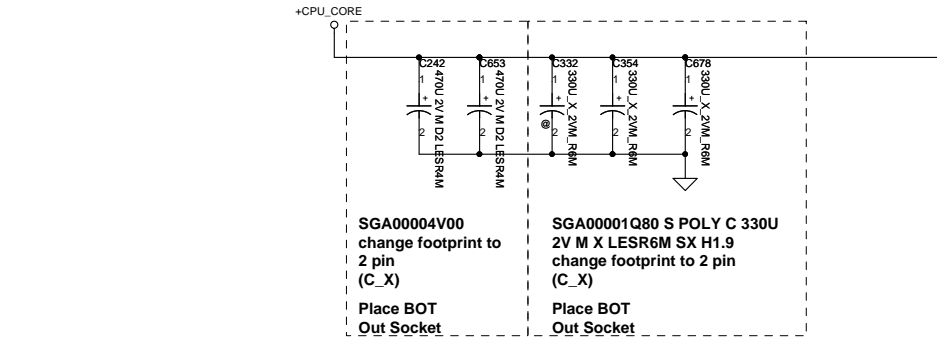 +CPU_CORE
C242
C653
C332
C354
C678
1
1
1
1
1
+
+
+
+
+
470U 2V M D2 LESR4M
470U 2V M D2 LESR4M
330U_X_2VM_R6M
330U_X_2VM_R6M
330U_X_2VM_R6M
@
2
2
2
2
2
SGA00004V00
change footprint to
2 pin
(C_X)
Place BOT
Out Socket
SGA00001Q80 S POLY C 330U
2V M X LESR6M SX H1.9
change footprint to 2 pin
(C_X)
Place BOT
Out Socket